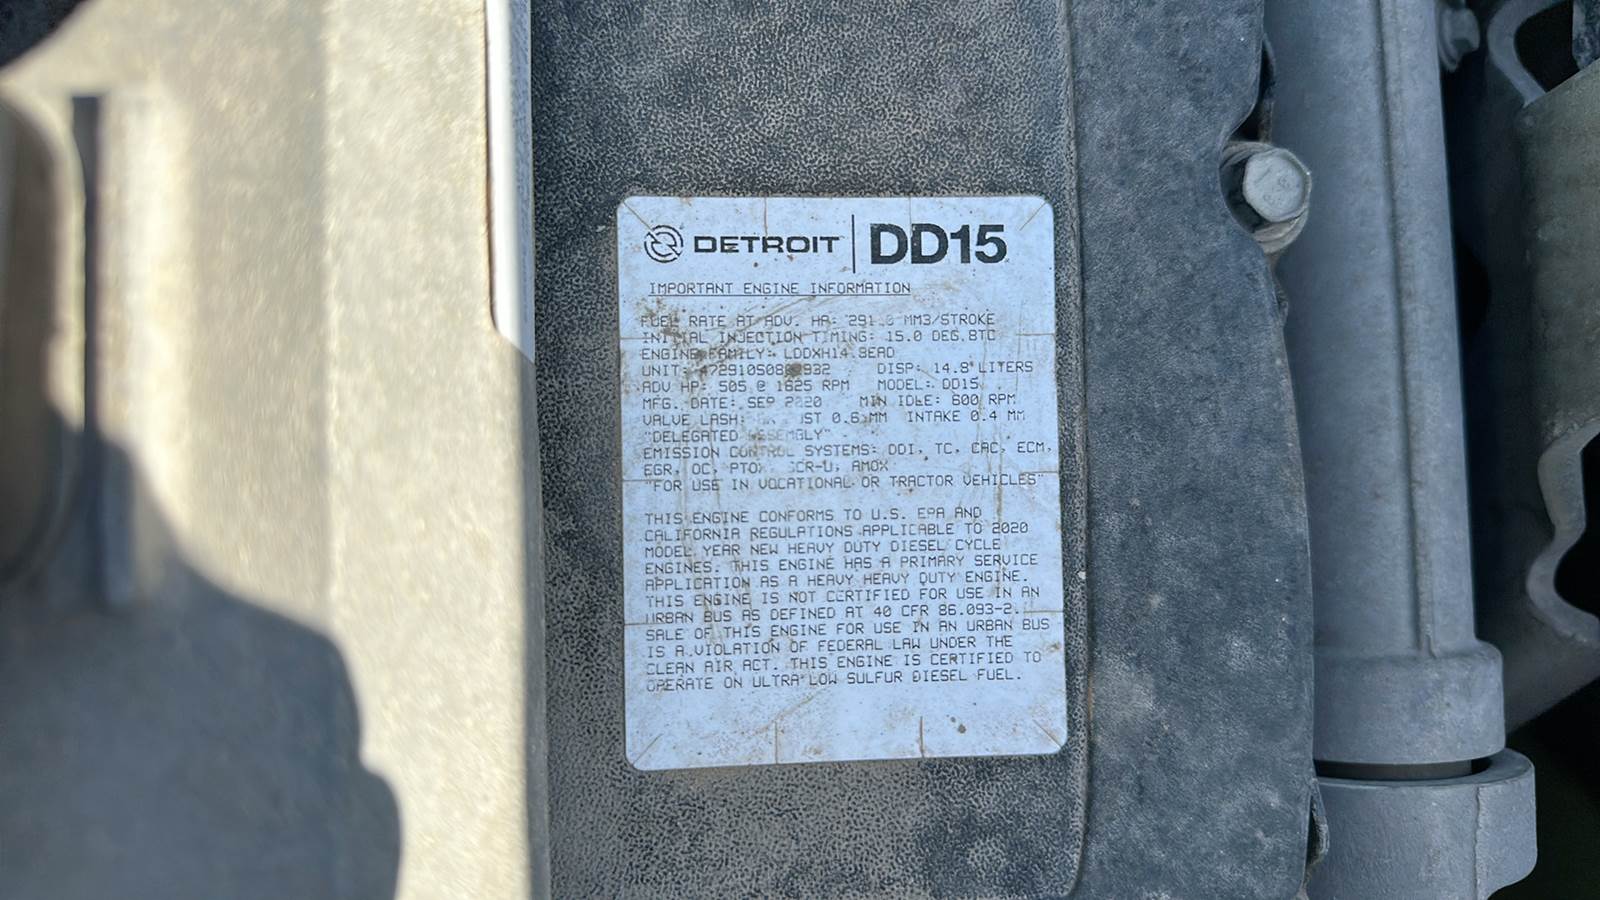 DETROIT DD15
IMPORTANT ENGINE INFORMATION
FUEL RATE AT ADV. HP: MM3/STROKE
INITIAL INJECTION TIMING: 15.0 DEG.BTC
ENGINE FAMILY: LDDXH14.8EAD
UNIT: DISP: 14.8 LITERS
ADV HP: 505 @ 1625 RPM MODEL: DD15
MFG. DATE: SEP 2020 MIN IDLE: 600 RPM
VALVE LASH: 0.6 MM INTAKE 0.4 MM
"DELEGATED ASSEMBLY"
EMISSION CONTROL SYSTEMS: DDI, TC, CAC, ECM,
EGR, OC, SCR-U, AMOX
"FOR USE IN VOCATIONAL OR TRACTOR VEHICLES"
THIS ENGINE CONFORMS TO U.S. EPA AND
CALIFORNIA REGULATIONS APPLICABLE TO 2020
MODEL YEAR NEW HEAVY DUTY DIESEL CYCLE
ENGINES. THIS ENGINE HAS A PRIMARY SERVICE
APPLICATION AS A HEAVY HEAVY DUTY ENGINE.
THIS ENGINE IS NOT CERTIFIED FOR USE IN AN
URBAN BUS AS DEFINED AT 40 CFR 86.093-2.
SALE OF THIS ENGINE FOR USE IN AN URBAN BUS
IS A VIOLATION OF FEDERAL LAW UNDER THE
CLEAN AIR ACT. THIS ENGINE IS CERTIFIED TO
OPERATE ON ULTRA LOW SULFUR DIESEL FUEL.